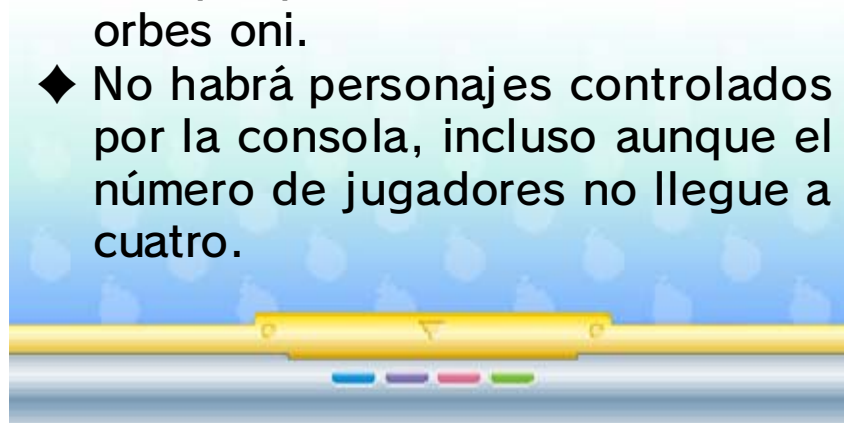 orbes oni.
◆ No habrá personajes controlados
por la consola, incluso aunque el
número de jugadores no llegue a
cuatro.